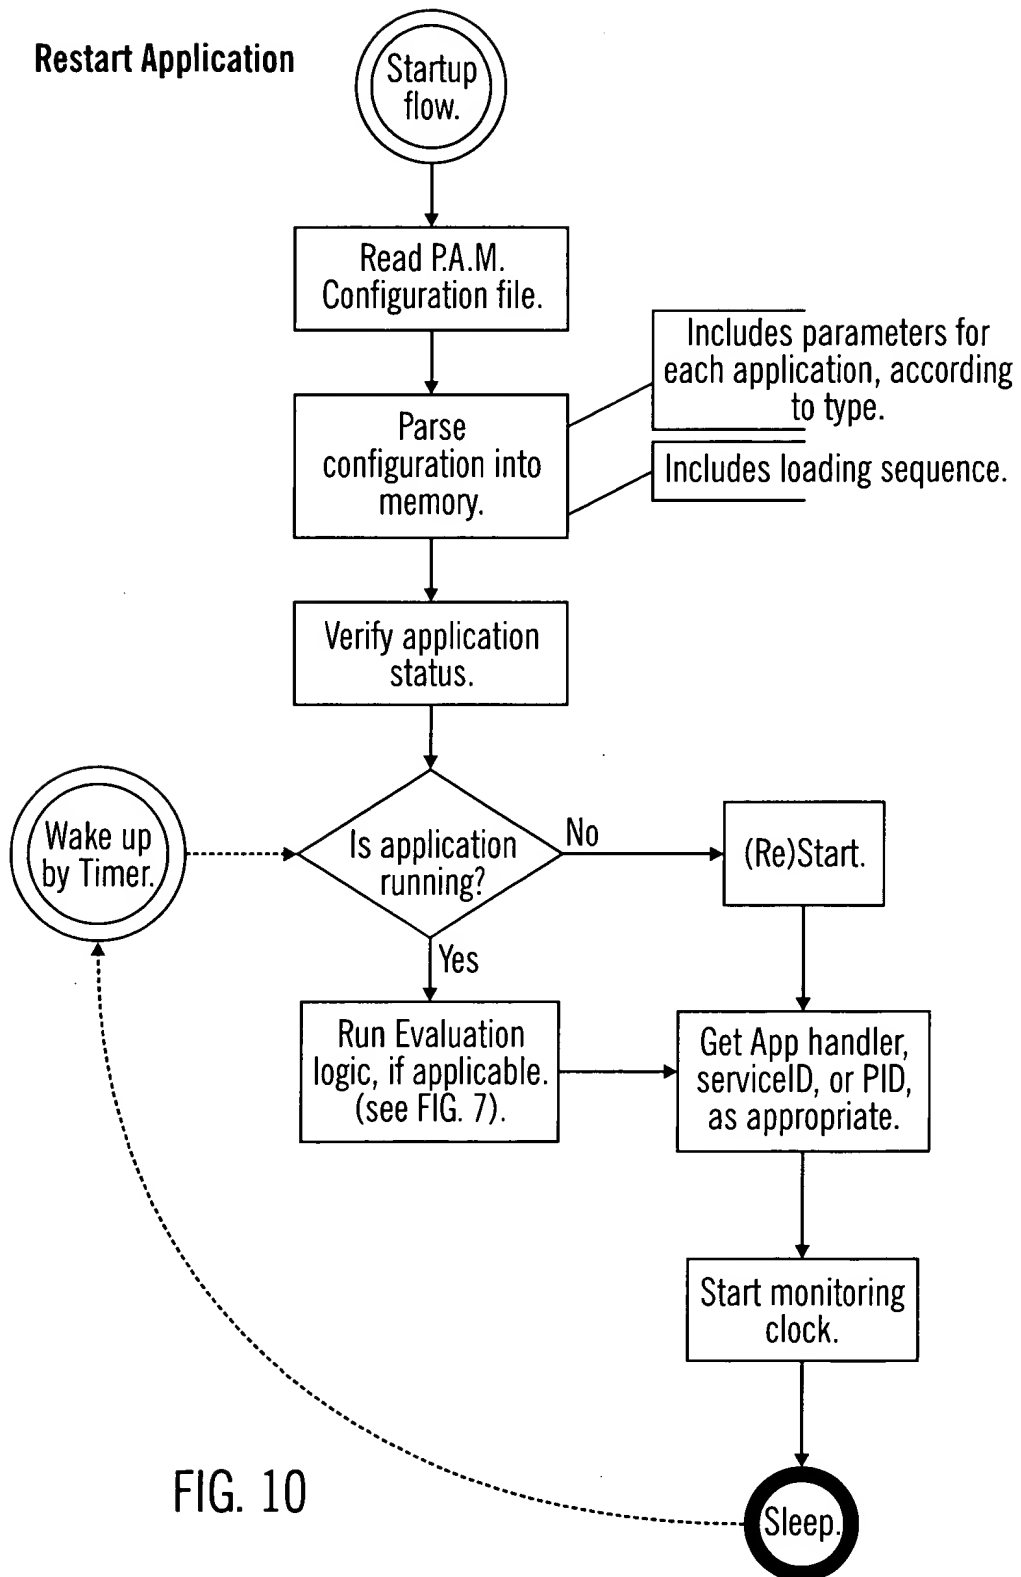 Restart Application
Startup
flow.
Read P.A.M.
Configuration file.
Includes parameters for
each application, according
to type.
Parse
configuration into
memory.
Includes loading sequence.
Verify application
status.
Wake up
by Timer.
Is application
running?
No
(Re)Start.
Yes
Run Evaluation
logic, if applicable.
(see FIG. 7).
Get App handler,
serviceID, or PID,
as appropriate.
Start monitoring
clock.
FIG. 10
Sleep.